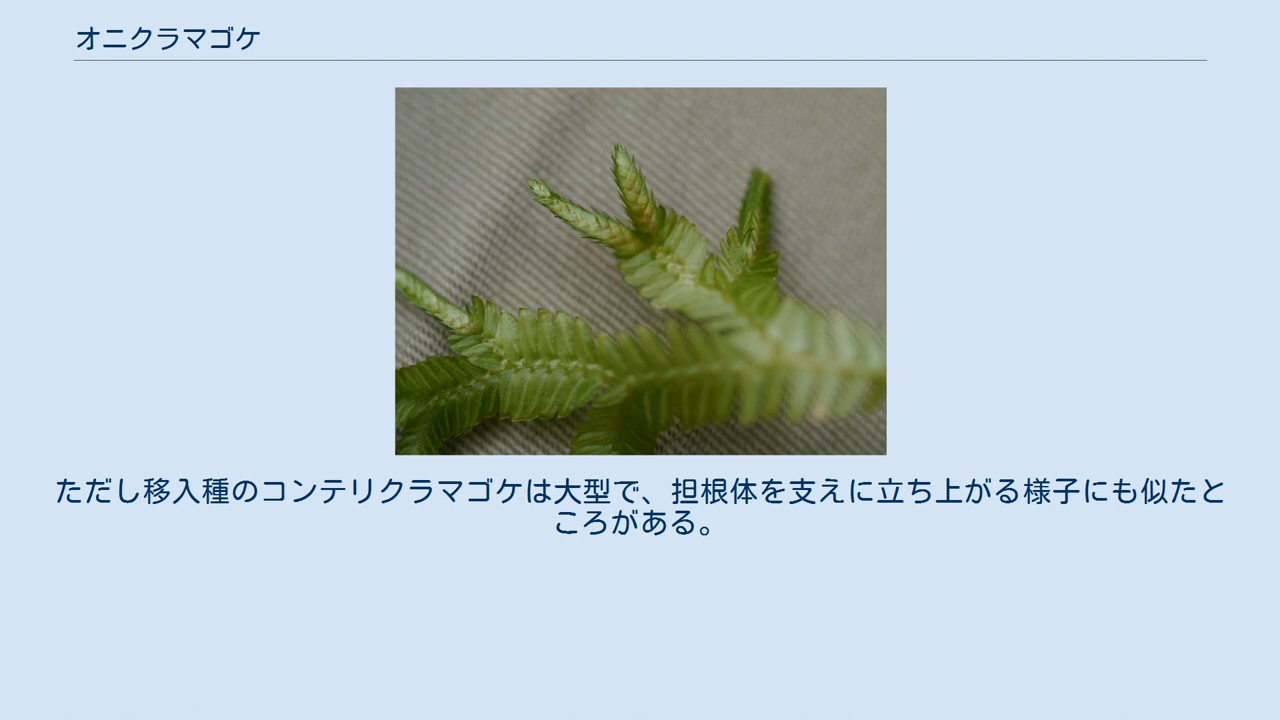 オニクラマゴケ
ただし移入種のコンテリクラマゴケは大型で、担根体を支えに立ち上がる様子にも似たと
ころがある。